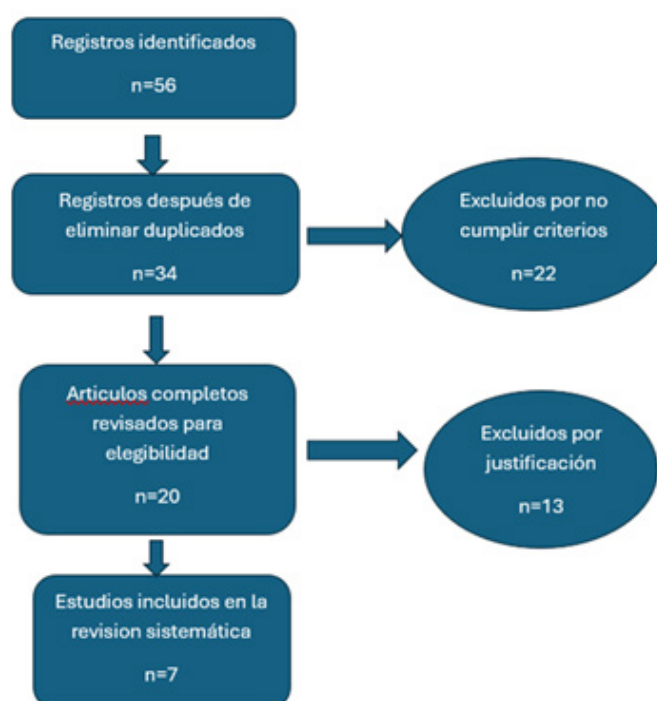 Registros identificados
n=56
Registros después de
eliminar duplicados
n=34
Excluidos por no
cumplir criterios
n=22
Articulos completos
revisados para
elegibilidad
n=20
Excluidos por
justificación
n=13
Estudios incluidos en la
revision sistemática
n=7